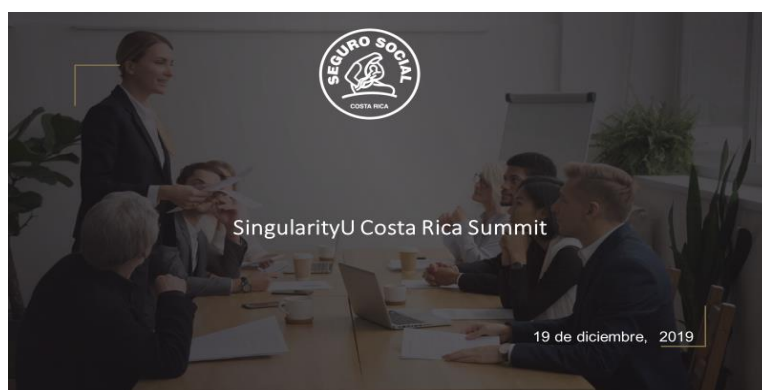 SEGURO SOCIAL
COSTA RICA
SingularityU Costa Rica Summit
19 de diciembre, 2019